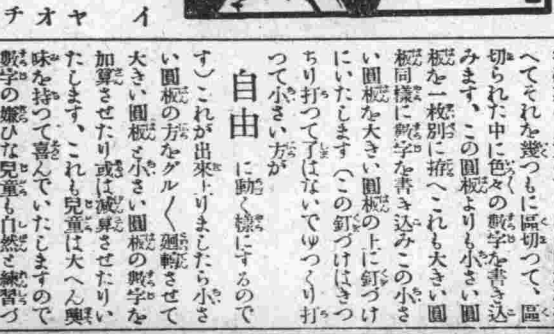 チオヤイ
へてそれを幾つもに區切つて、區
切られた中に色々の數字を書き込
みます、この圓板よりも小さい圓
板を一枚別に拵へこれも大きい圓
板同樣に數字を書き込みこの小さ
い圓板を大きい圓板の上に釘づけ
にいたします(この釘づけはきつ
ちり打つて了はないでゆつくり打
つて小さい方が
自由に動く樣にするので
す)これが出來上りましたら小さ
い圓板の方をグル〱廻轉させて
大きい圓板と小さい圓板の數字を
加算させたり或は減算させたりい
たします、これも兒童は大へん興
味を持つて喜んでいたしますので
數字の嫌ひな兒童も自然と練習づ